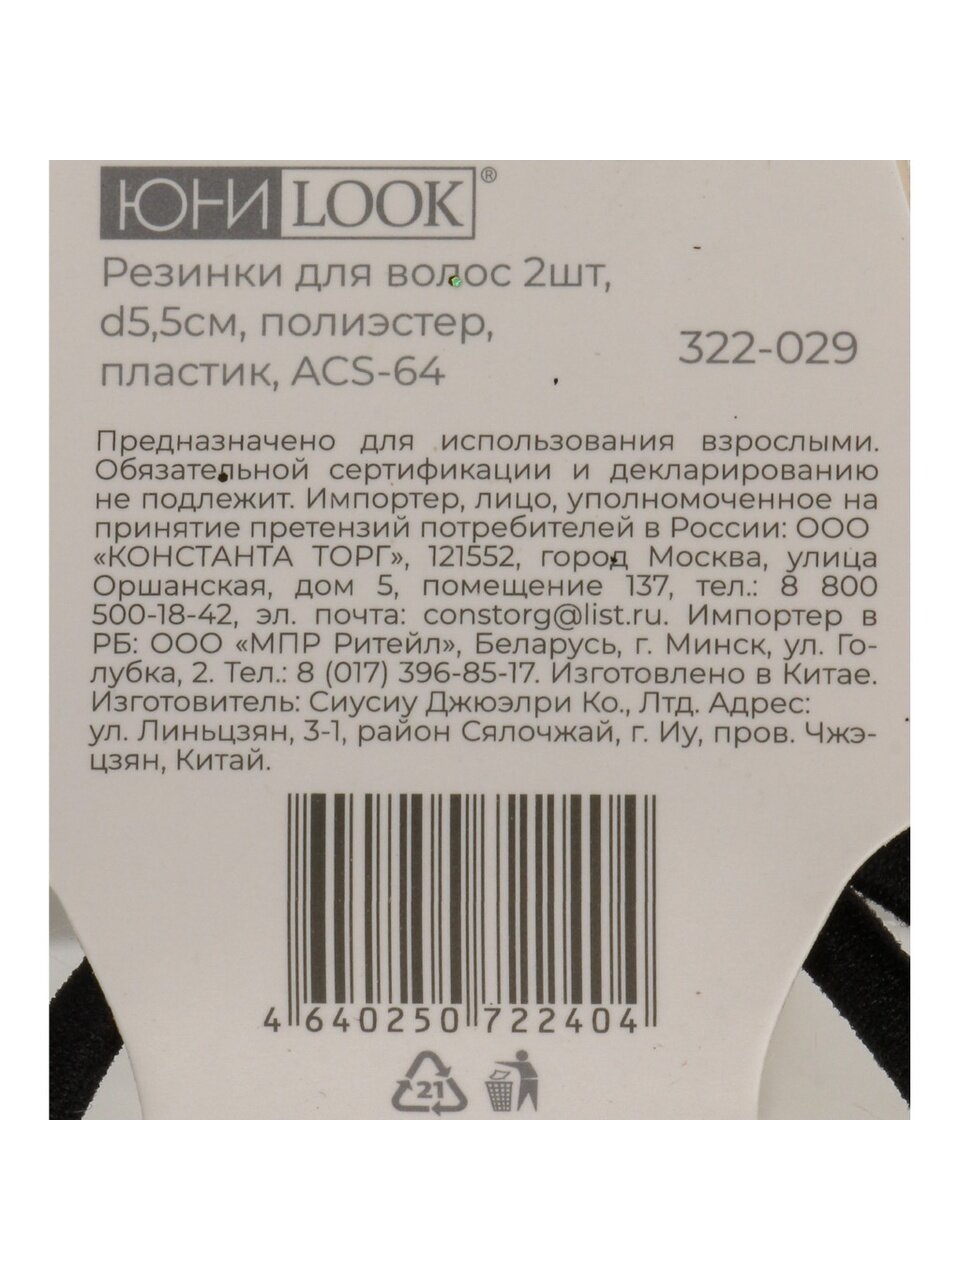 ЮНИ LOOK®
Резинки для волос 2шт,
d5,5см, полиэстер,
пластик, ACS-64
322-029
Предназначено для использования взрослыми.
Обязательной сертификации и декларированию
не подлежит. Импортер, лицо, уполномоченное на
принятие претензий потребителей в России: ООО
«КОНСТАНТА ТОРГ», 121552, город Москва, улица
Оршанская, дом 5, помещение 137, тел.: 8 800
500-18-42, эл. почта: constorg@list.ru. Импортер в
РБ: ООО «МПР Ритейл», Беларусь, г. Минск, ул. Го-
лубка, 2. Тел.: 8 (017) 396-85-17. Изготовлено в Китае.
Изготовитель: Сиусиу Джюэлри Ко., Лтд. Адрес:
ул. Линьцзян, 3-1, район Сялочжай, г. Иу, пров. Чжэ-
цзян, Китай.
4 640250 722404
21